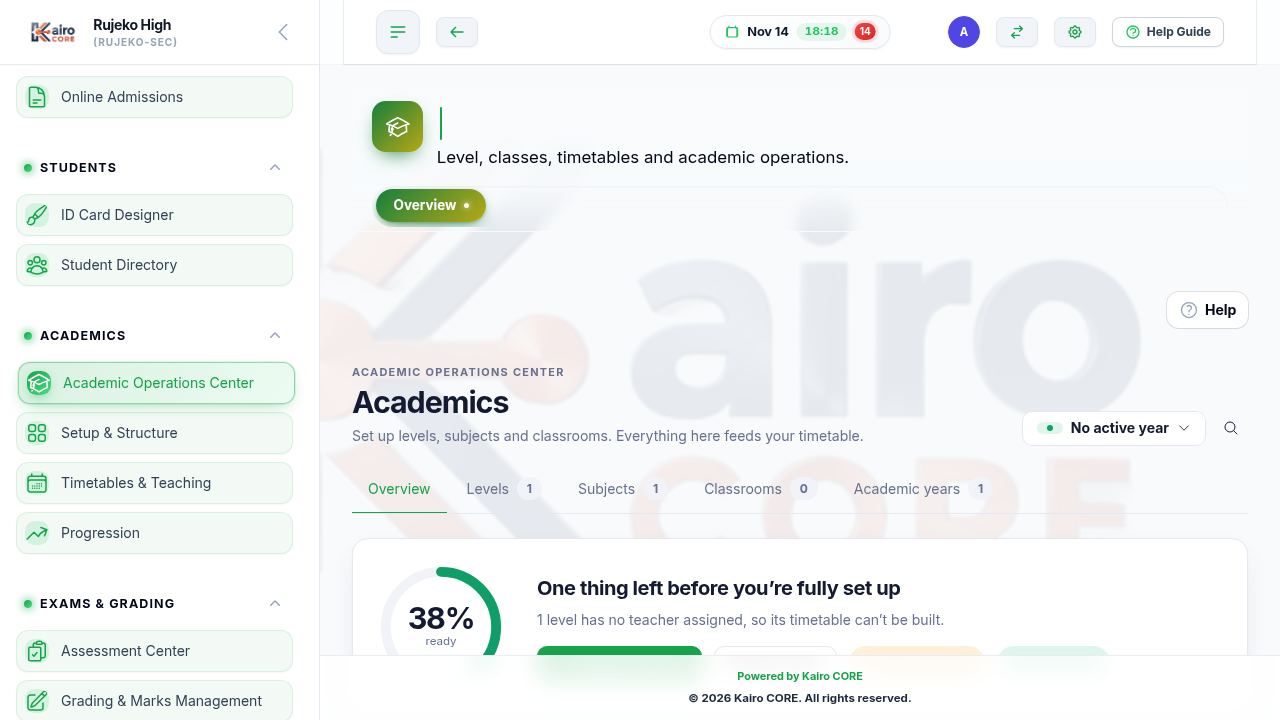 airo
CORE
Rujeko High
(RUJEKO-SEC)
Nov 14
18:18
14
A
Help Guide
Online Admissions
STUDENTS
ID Card Designer
Student Directory
ACADEMICS
Academic Operations Center
Setup & Structure
Timetables & Teaching
Progression
EXAMS & GRADING
Assessment Center
Grading & Marks Management
Level, classes, timetables and academic operations.
Overview
airo
CORE
Help
ACADEMIC OPERATIONS CENTER
Academics
Set up levels, subjects and classrooms. Everything here feeds your timetable.
No active year
Overview
Levels 1
Subjects 1
Classrooms 0
Academic years 1
38%
ready
One thing left before you’re fully set up
1 level has no teacher assigned, so its timetable can’t be built.
Powered by Kairo CORE
© 2026 Kairo CORE. All rights reserved.